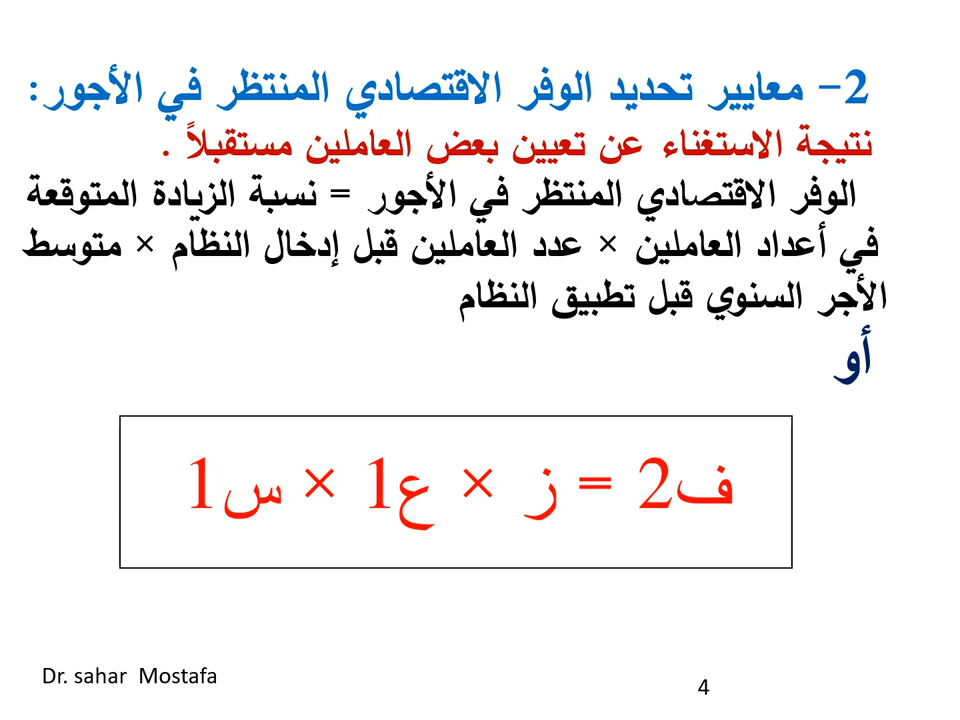 2- معايير تحديد الوفر الاقتصادي المنتظر في الأجور:
نتيجة الاستغناء عن تعيين بعض العاملين مستقبلاً .
الوفر الاقتصادي المنتظر في الأجور = نسبة الزيادة المتوقعة
في أعداد العاملين × عدد العاملين قبل إدخال النظام × متوسط
الأجر السنوي قبل تطبيق النظام
أو
ف2 = ز × ع1 × س1
Dr. sahar Mostafa
4